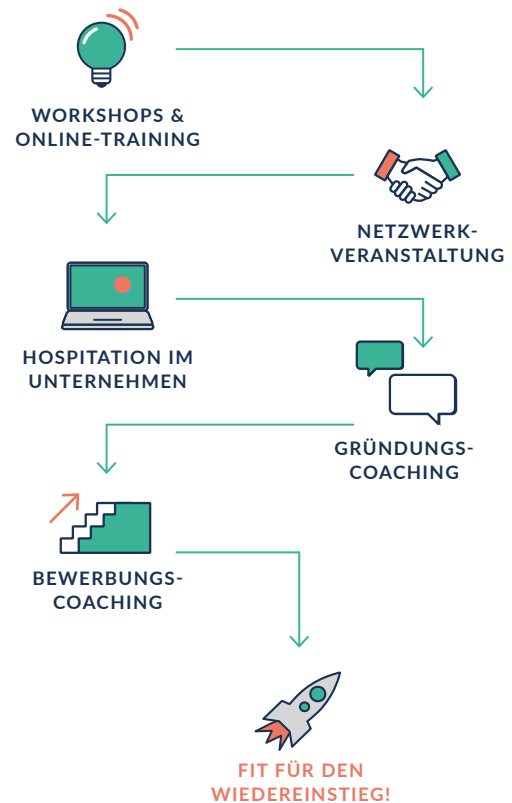 WORKSHOPS &
ONLINE-TRAINING
NETZWERK-
VERANSTALTUNG
HOSPITATION IM
UNTERNEHMEN
GRÜNDUNGS-
COACHING
BEWERBUNGS-
COACHING
FIT FÜR DEN
WIEDEREINSTIEG!